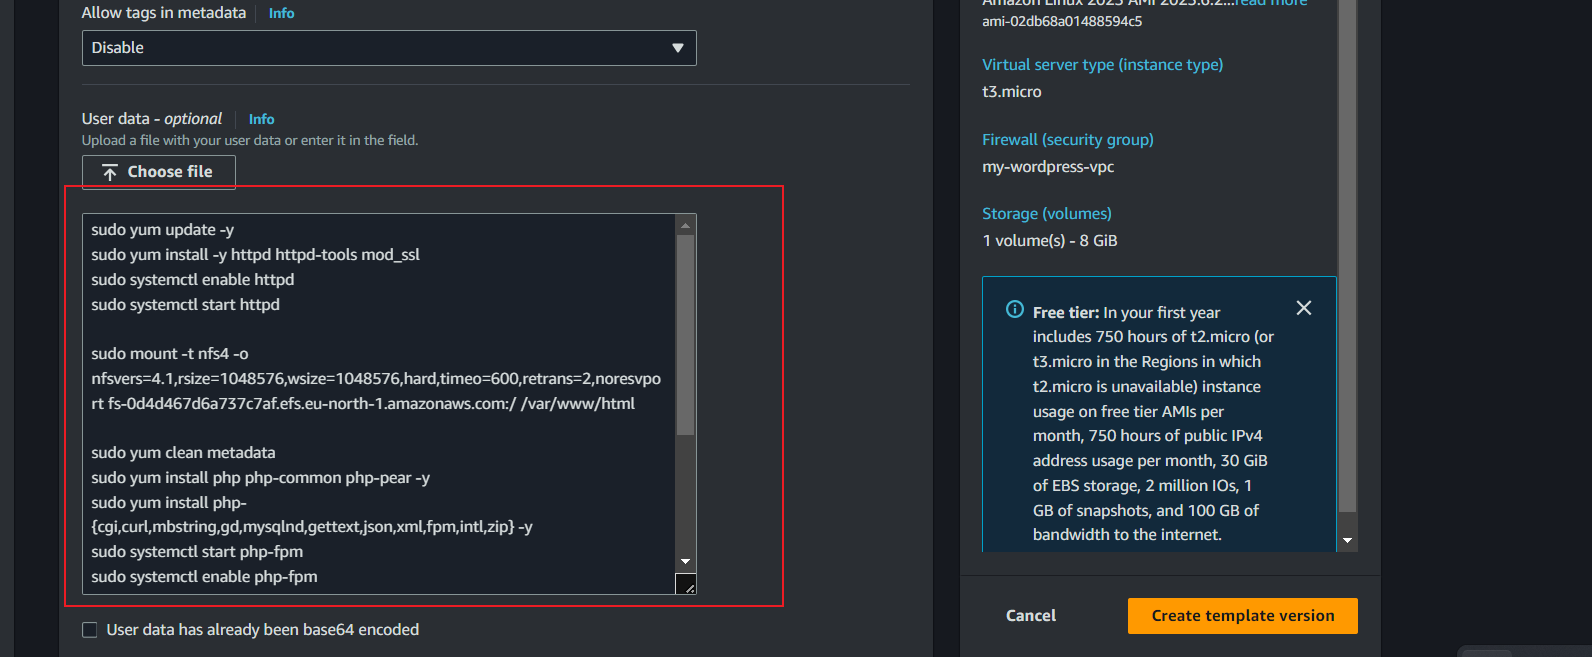 Allow tags in metadata Info
Disable
User data - optional Info
Upload a file with your user data or enter it in the field.
Choose file
sudo yum update -y
sudo yum install -y httpd httpd-tools mod_ssl
sudo systemctl enable httpd
sudo systemctl start httpd
sudo mount -t nfs4 -o
nfsvers=4.1,rsize=1048576,wsize=1048576,hard,timeo=600,retrans=2,noresvpo
rt fs-0d4d467d6a737c7af.efs.eu-north-1.amazonaws.com:/ /var/www/html
sudo yum clean metadata
sudo yum install php php-common php-pear -y
sudo yum install php-
{cgi,curl,mbstring,gd,mysqlnd,gettext,json,xml,fpm,intl,zip} -y
sudo systemctl start php-fpm
sudo systemctl enable php-fpm
User data has already been base64 encoded
Amazon Linux 2023 AMI 2023.6.2...read more
ami-02db68a01488594c5
Virtual server type (instance type)
t3.micro
Firewall (security group)
my-wordpress-vpc
Storage (volumes)
1 volume(s) - 8 GiB
Free tier: In your first year
includes 750 hours of t2.micro (or
t3.micro in the Regions in which
t2.micro is unavailable) instance
usage on free tier AMIs per
month, 750 hours of public IPv4
address usage per month, 30 GiB
of EBS storage, 2 million IOs, 1
GB of snapshots, and 100 GB of
bandwidth to the internet.
Cancel
Create template version